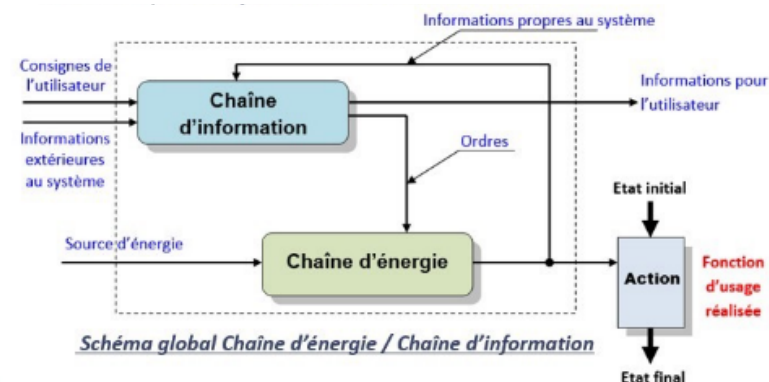 Informations propres au système
Consignes de
l'utilisateur
Informations pour
l'utilisateur
Chaîne
d'information
Informations
extérieures
au système
Ordres
Etat initial
Source d'énergie
Chaîne d'énergie
Action
Fonction
d'usage
réalisée
Schéma global Chaîne d'énergie / Chaîne d'information
Etat final